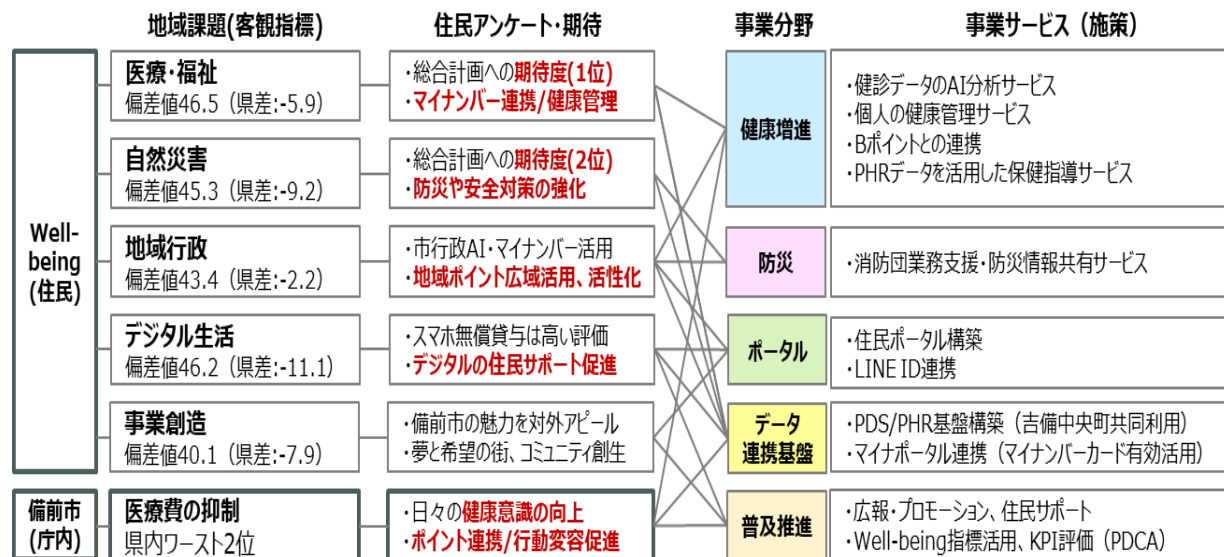 地域課題(客観指標)
住民アンケート・期待
事業分野
事業サービス（施策）
Well-
being
(住民)
医療・福祉
偏差値46.5（県差:-5.9）
・総合計画への期待度(1位)
・マイナンバー連携/健康管理
自然災害
偏差値45.3（県差:-9.2）
・総合計画への期待度(2位)
・防災や安全対策の強化
地域行政
偏差値43.4（県差:-2.2）
・市行政AI・マイナンバー活用
・地域ポイント広域活用、活性化
デジタル生活
偏差値46.2（県差:-11.1）
・スマホ無償貸与は高い評価
・デジタルの住民サポート促進
事業創造
偏差値40.1（県差:-7.9）
・備前市の魅力を対外アピール
・夢と希望の街、コミュニティ創生
備前市
(庁内)
医療費の抑制
県内ワースト2位
・日々の健康意識の向上
・ポイント連携/行動変容促進
健康増進
・健診データのAI分析サービス
・個人の健康管理サービス
・Bポイントとの連携
・PHRデータを活用した保健指導サービス
防災
・消防団業務支援・防災情報共有サービス
ポータル
・住民ポータル構築
・LINE ID連携
データ
連携基盤
・PDS/PHR基盤構築（吉備中央町共同利用）
・マイナポータル連携（マイナンバーカード有効活用）
普及推進
・広報・プロモーション、住民サポート
・Well-being指標活用、KPI評価（PDCA）